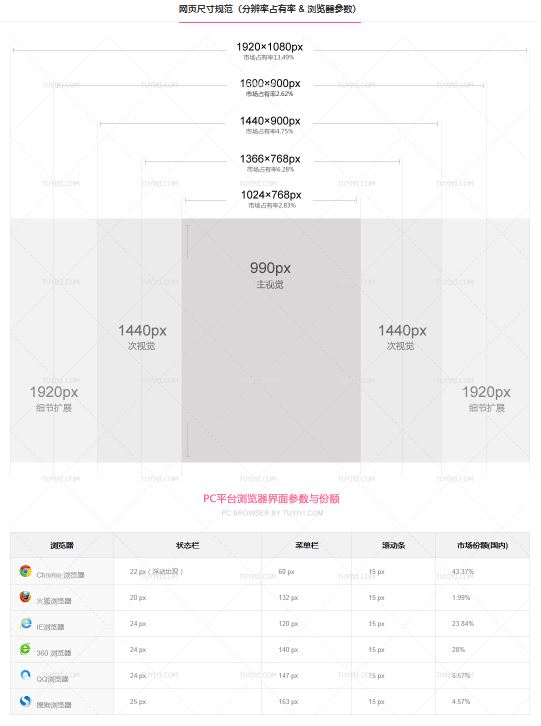 网页尺寸规范（分辨率占有率 & 浏览器参数）
1920×1080px
市场占有率13.49%
1600×900px
市场占有率2.62%
1440×900px
市场占有率4.75%
1366×768px
市场占有率6.28%
1024×768px
市场占有率2.83%
990px
主视觉
1440px
次视觉
1440px
次视觉
1920px
细节扩展
1920px
细节扩展
PC平台浏览器界面参数与份额
PC BROWSER BY TUYIYI.COM
浏览器 状态栏 菜单栏 滚动条 市场份额(国内)
Chrome 浏览器 22 px（浮动出现） 60 px 15 px 43.37%
火狐浏览器 20 px 132 px 15 px 1.99%
IE浏览器 24 px 120 px 15 px 23.84%
360 浏览器 24 px 140 px 15 px 28%
QQ浏览器 24 px 147 px 15 px
搜狗浏览器 25 px 163 px 15 px 4.57%
TUYIYI.COM